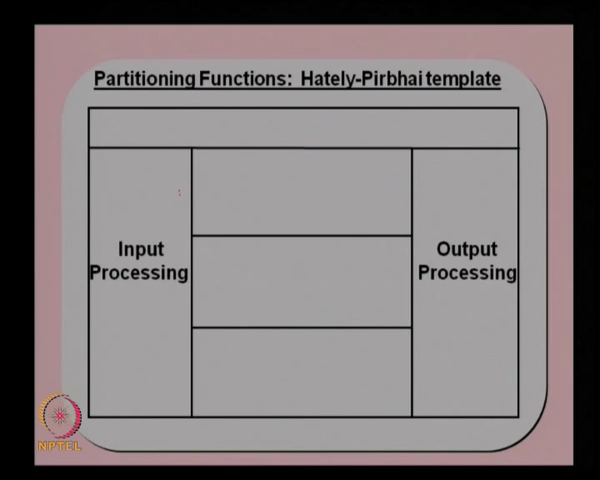 Partitioning Functions: Hately-Pirbhai template
Input
Processing
Output
Processing
NPTEL